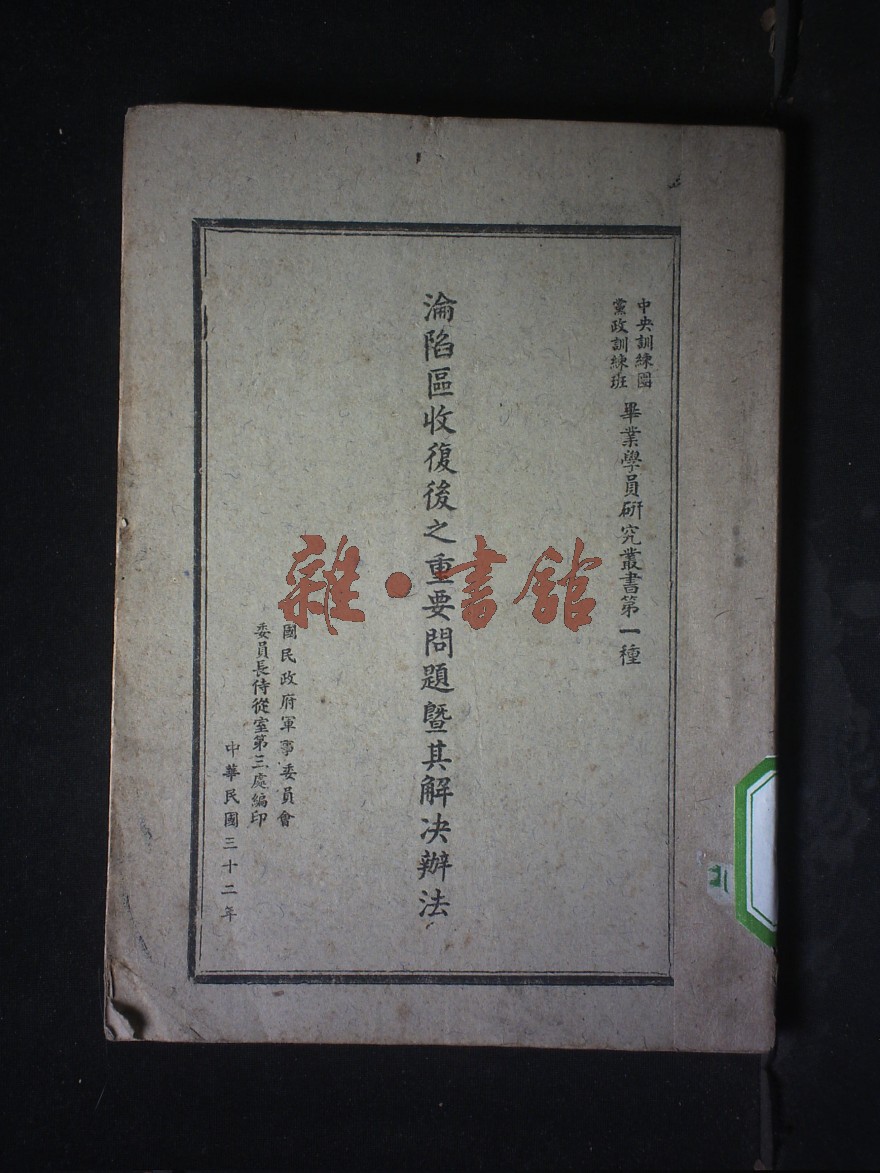 中央訓練團
黨政訓練班
畢業學員研究叢書第一種
淪陷區收復後之重要問題暨其解决辦法
國民政府軍事委員會
委員長侍從室第三處編印
中華民國三十二年
雜·書館